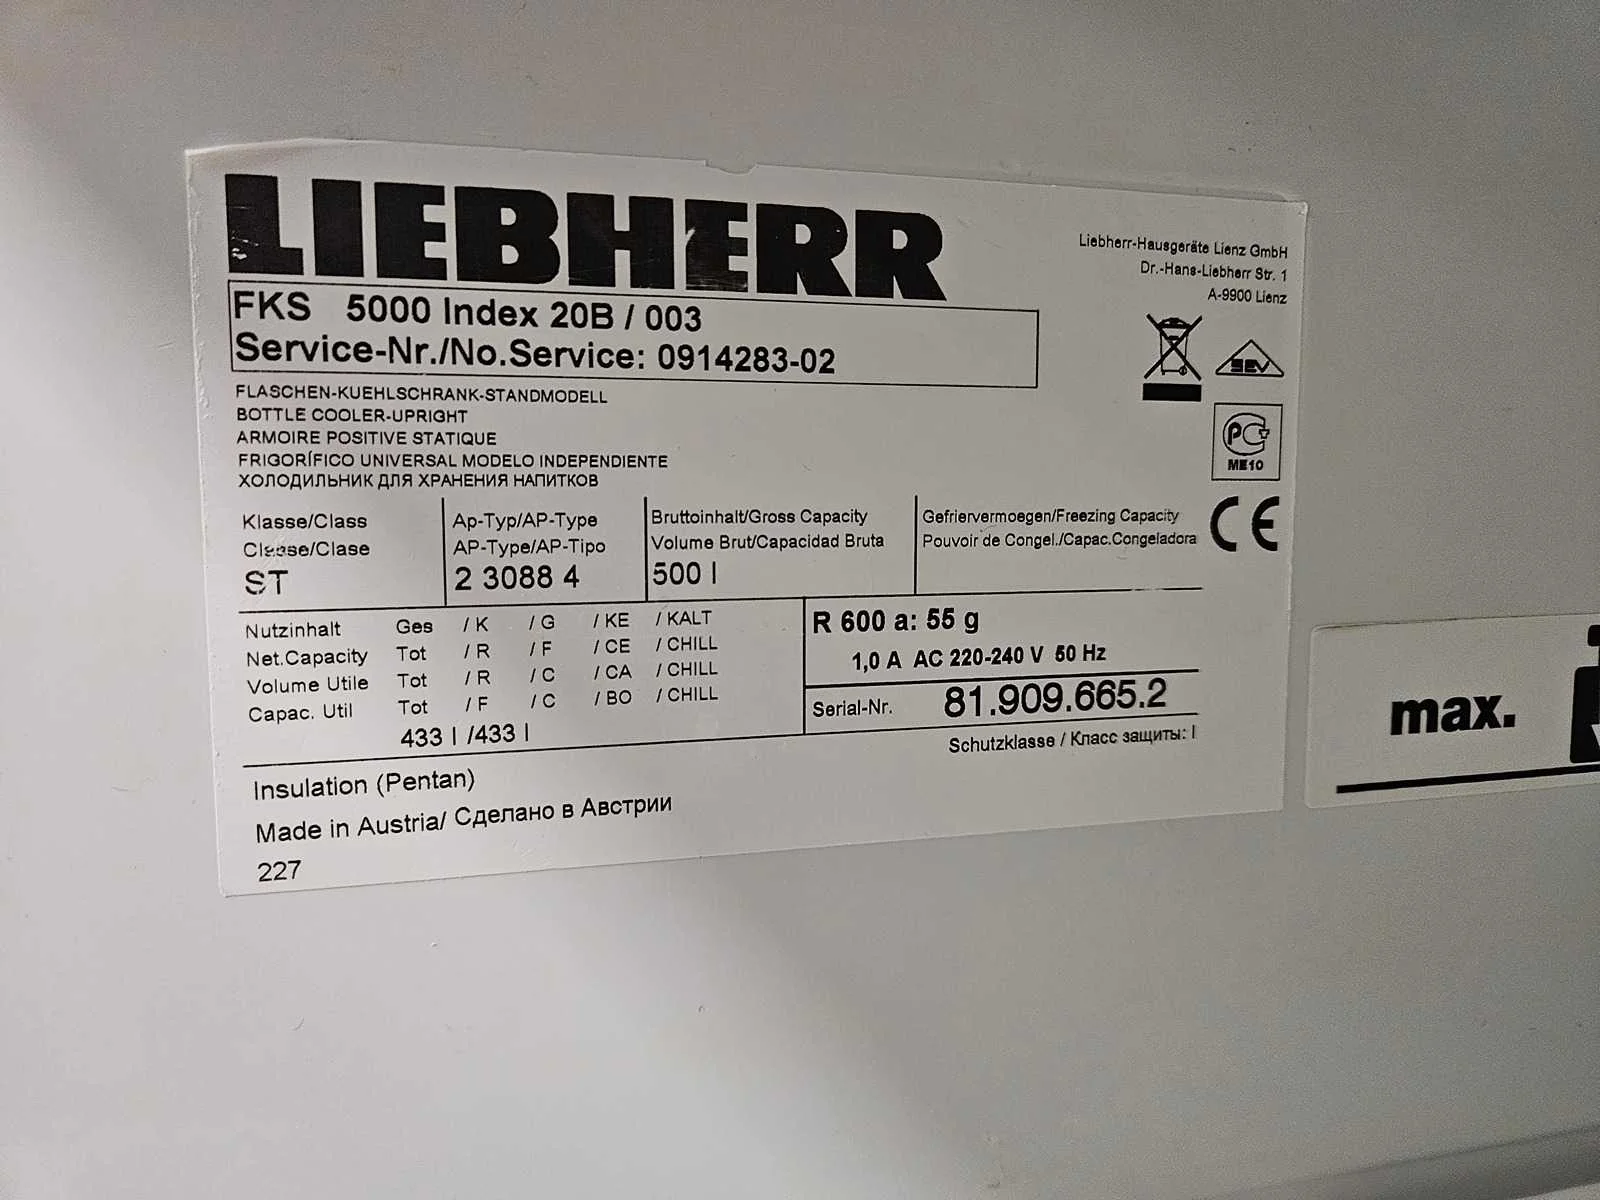 LIEBHERR
Liebherr-Hausgeräte Lienz GmbH
Dr.-Hans-Liebherr Str. 1
A-9900 Lienz
FKS 5000 Index 20B / 003
Service-Nr./No.Service: 0914283-02
SEV
FLASCHEN-KUEHLSCHRANK-STANDMODELL
BOTTLE COOLER-UPRIGHT
ARMOIRE POSITIVE STATIQUE
FRIGORÍFICO UNIVERSAL MODELO INDEPENDIENTE
ХОЛОДИЛЬНИК ДЛЯ ХРАНЕНИЯ НАПИТКОВ
РСТ
ME10
CE
Klasse/Class Ap-Typ/AP-Type Bruttoinhalt/Gross Capacity Gefriervermoegen/Freezing Capacity
Classe/Clase AP-Type/AP-Tipo Volume Brut/Capacidad Bruta Pouvoir de Congel./Capac.Congeladora
ST 2 3088 4 500 l
Nutzinhalt Ges / K / G / KE / KALT
Net.Capacity Tot / R / F / CE / CHILL
Volume Utile Tot / R / C / CA / CHILL
Capac. Util Tot / F / C / BO / CHILL
433 l /433 l
R 600 a: 55 g
1,0 A AC 220-240 V 50 Hz
Serial-Nr. 81.909.665.2
Schutzklasse / Класс защиты: I
Insulation (Pentan)
Made in Austria/ Сделано в Австрии
227
max.